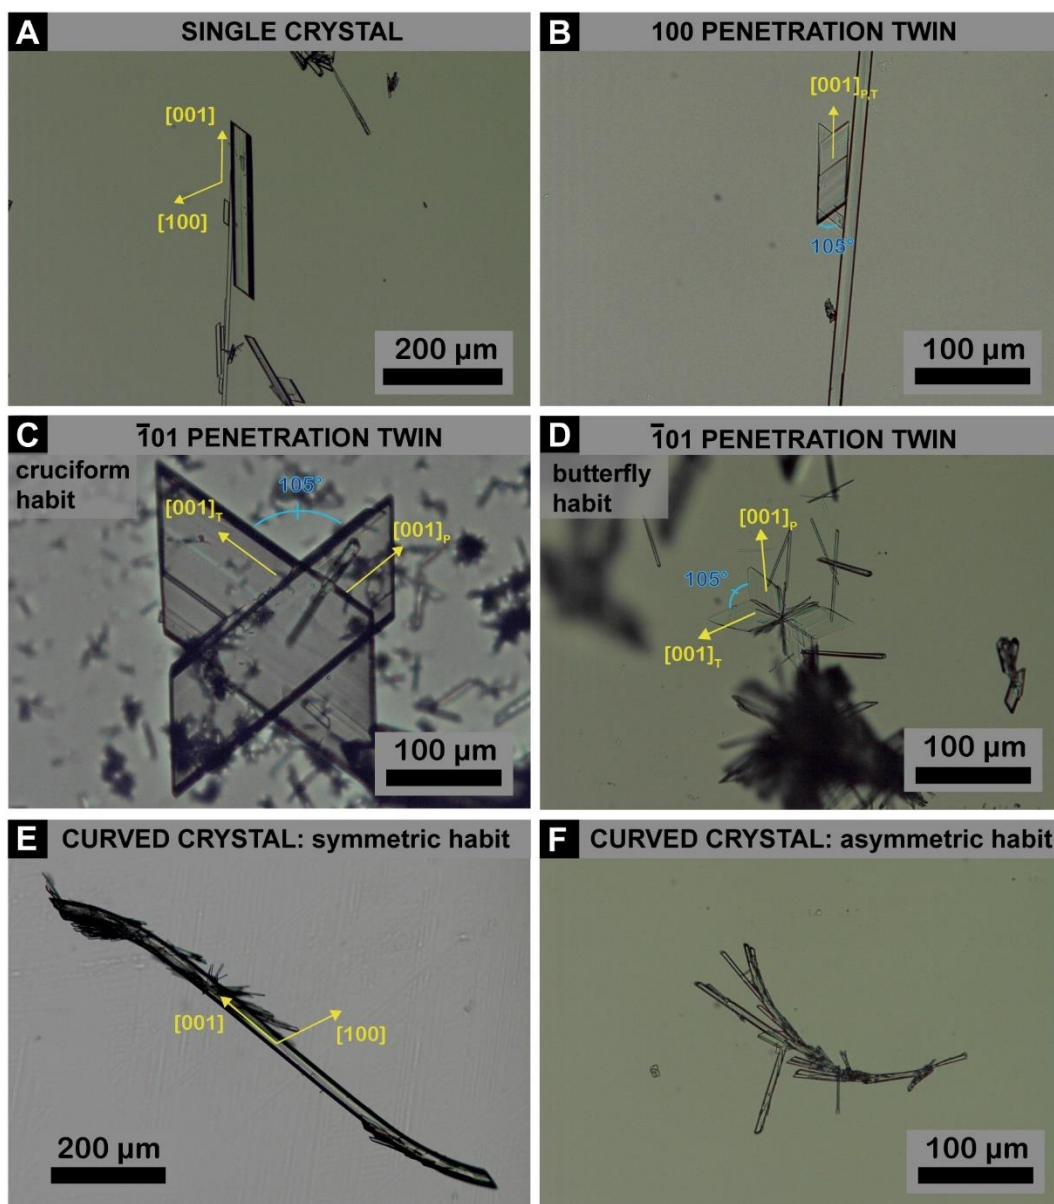 A SINGLE CRYSTAL
[001]
[100]
200 µm
B 100 PENETRATION TWIN
[001]P,T
105°
100 µm
C 1̅01 PENETRATION TWIN
cruciform
habit
105°
[001]T
[001]P
100 µm
D 1̅01 PENETRATION TWIN
butterfly
habit
[001]P
105°
[001]T
100 µm
E CURVED CRYSTAL: symmetric habit
[001]
[100]
200 µm
F CURVED CRYSTAL: asymmetric habit
100 µm